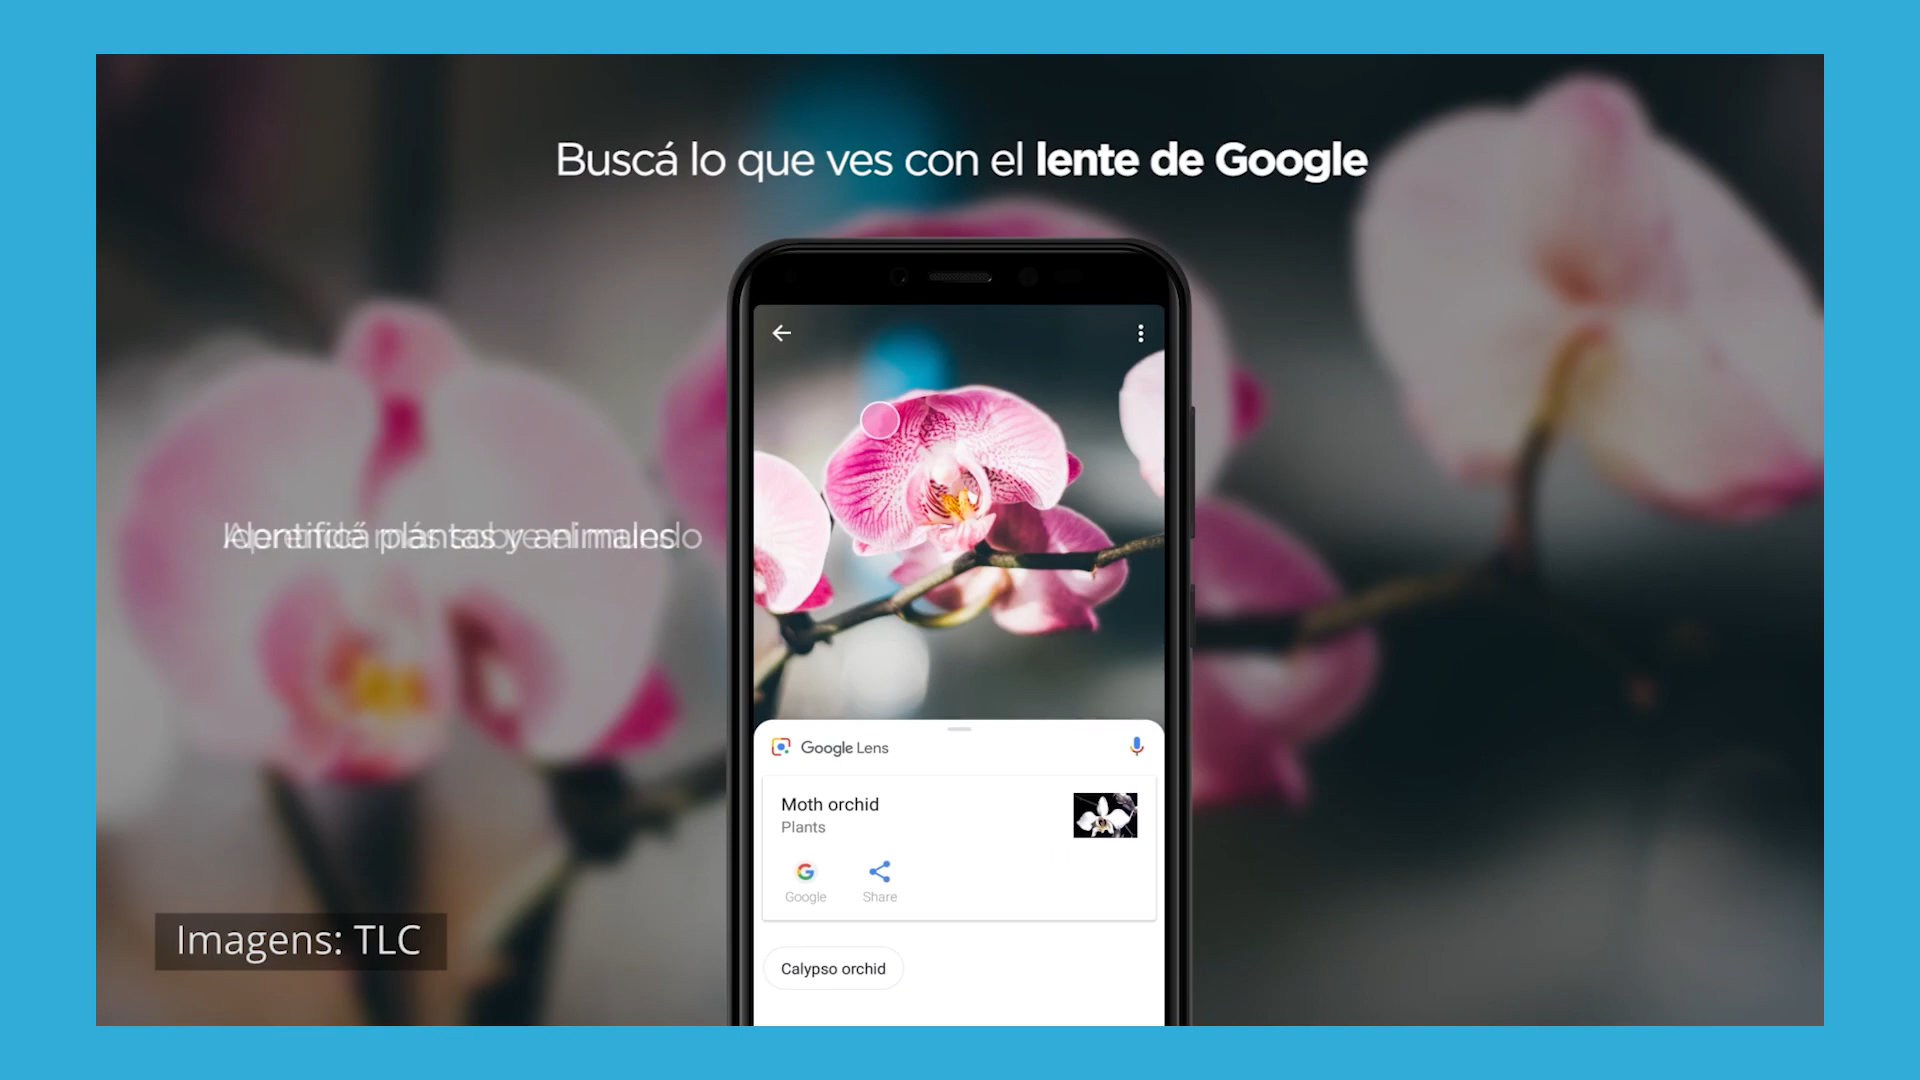 Buscá lo que ves con el lente de Google
Google Lens
Moth orchid
Plants
Google
Share
Imagens: TLC
Calypso orchid